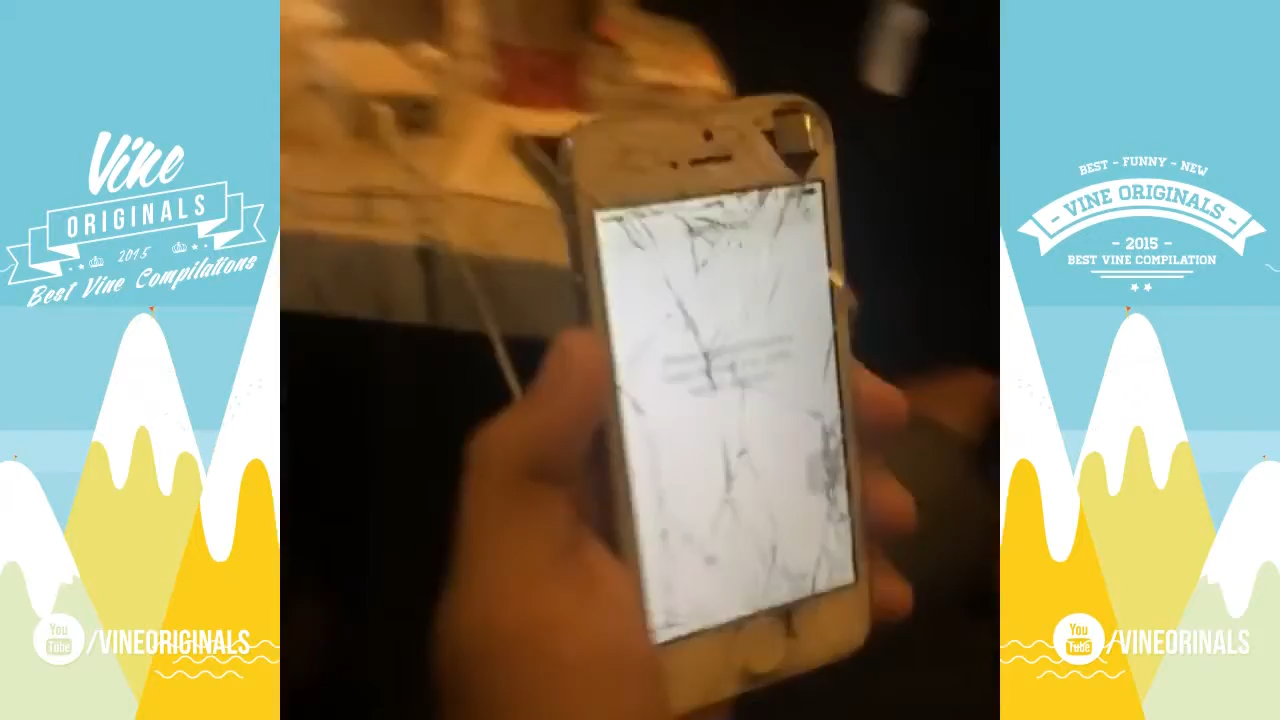 Vine
ORIGINALS
2015
Best Vine Compilations
You
Tube
/VINEORIGINALS
BEST - FUNNY - NEW
- VINE ORIGINALS -
- 2015 -
BEST VINE COMPILATION
You
Tube
/VINEORINALS